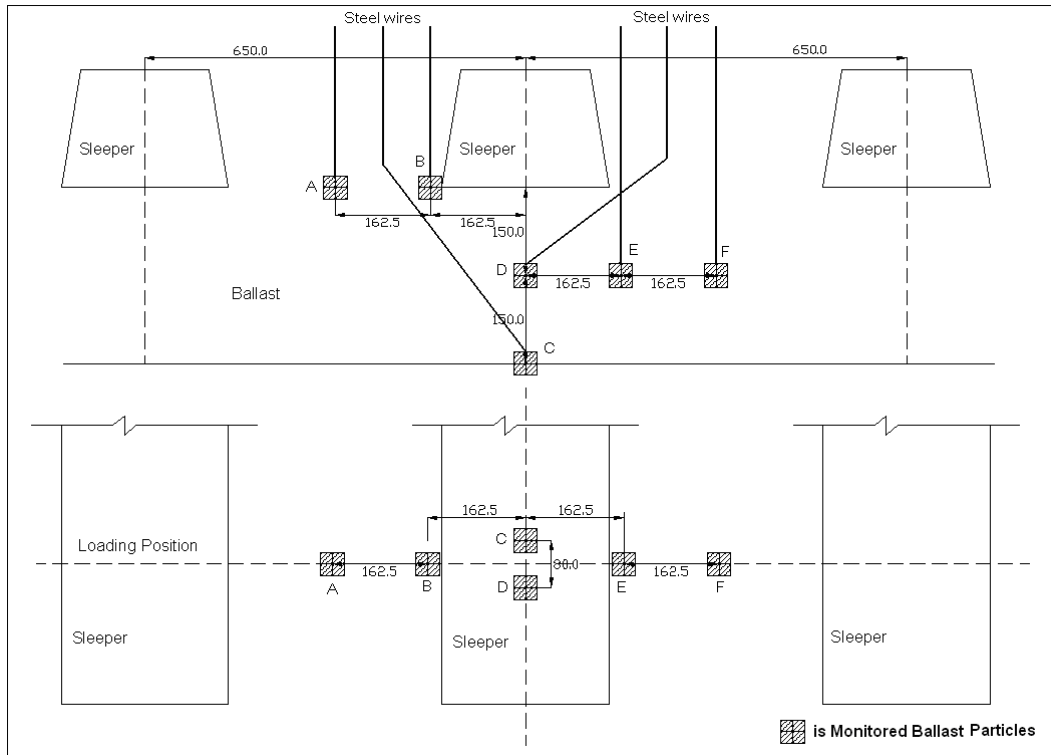 Steel wires
Steel wires
650.0
650.0
Sleeper
Sleeper
Sleeper
B
A
162.5
162.5
150.0
E
F
D
162.5
162.5
Ballast
150.0
C
162.5
162.5
Loading Position
C
162.5
80.0
162.5
A
B
D
E
F
Sleeper
Sleeper
Sleeper
is Monitored Ballast Particles